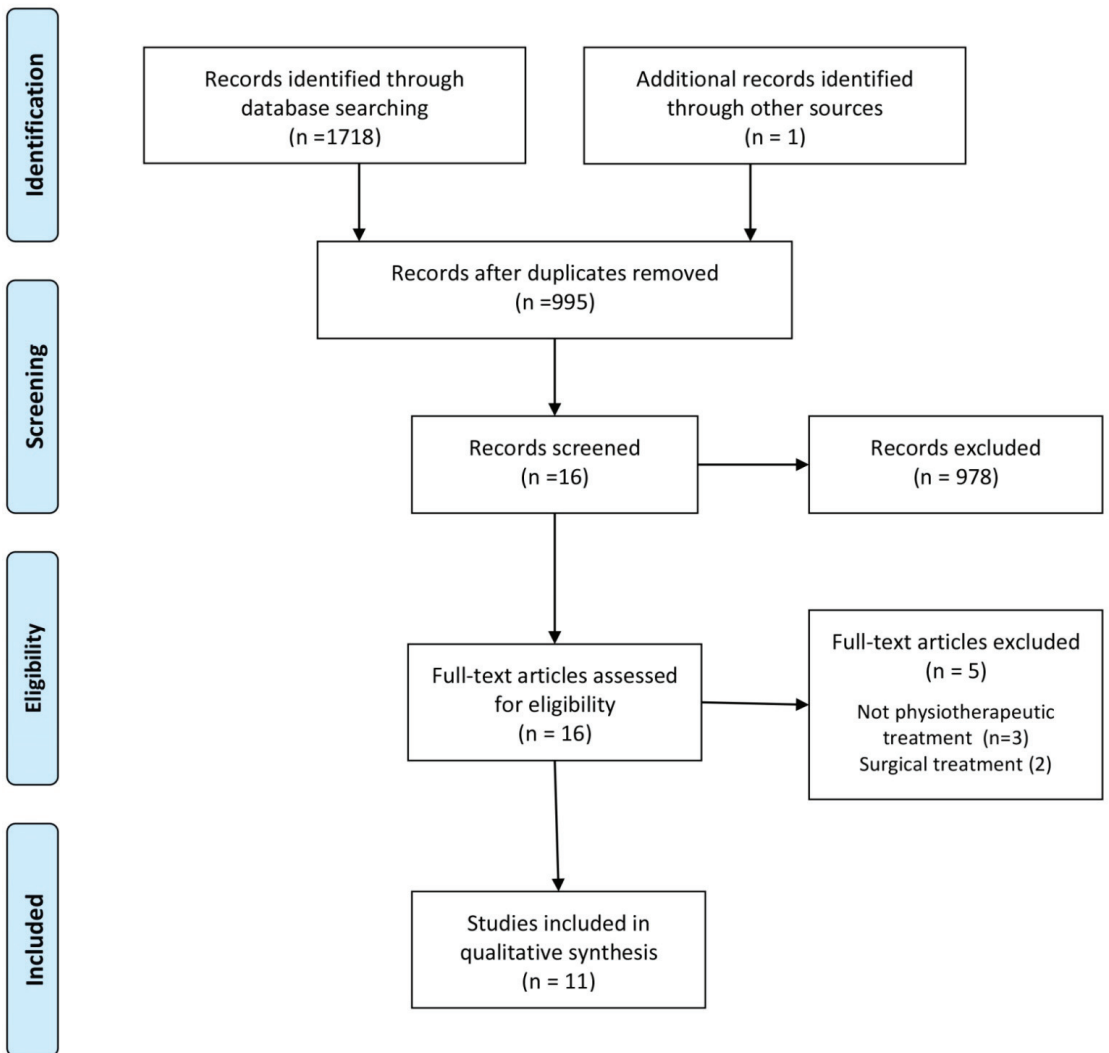 Identification
Records identified through
database searching
(n =1718)
Additional records identified
through other sources
(n = 1)
Screening
Records after duplicates removed
(n =995)
Records screened
(n =16)
Records excluded
(n = 978)
Eligibility
Full-text articles assessed
for eligibility
(n = 16)
Full-text articles excluded
(n = 5)
Not physiotherapeutic
treatment (n=3)
Surgical treatment (2)
Included
Studies included in
qualitative synthesis
(n = 11)